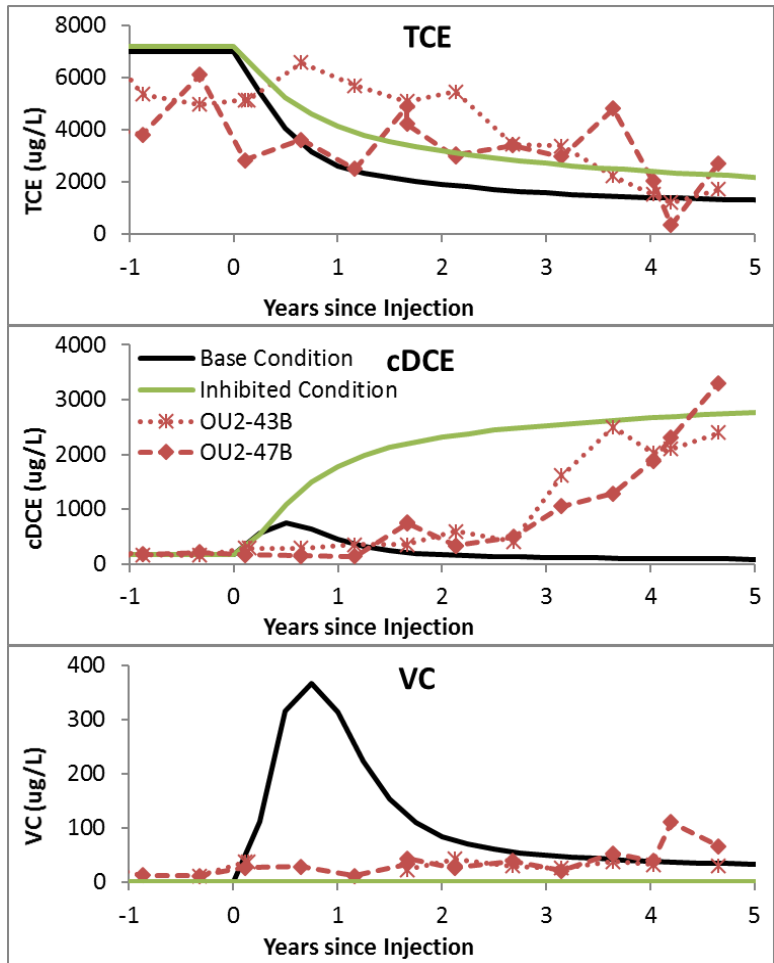 TCE
8000
6000
4000
2000
0
TCE (ug/L)
-1 0 1 2 3 4 5
Years since Injection
cDCE
4000
3000
2000
1000
0
cDCE (ug/L)
Base Condition
Inhibited Condition
OU2-43B
OU2-47B
-1 0 1 2 3 4 5
Years since Injection
VC
400
300
200
100
0
VC (ug/L)
-1 0 1 2 3 4 5
Years since Injection